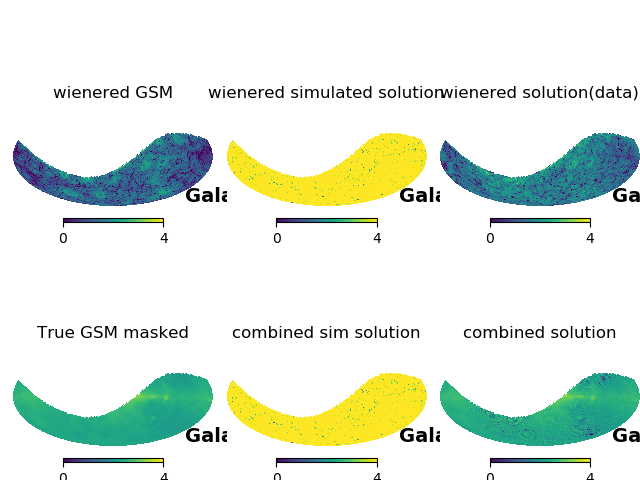 wienered GSM
wienered simulated solution
wienered solution(data)
Gala
Gala
Ga
0 4
0 4
0 4
True GSM masked
combined sim solution
combined solution
Gala
Gala
Ga
0 4
0 4
0 4